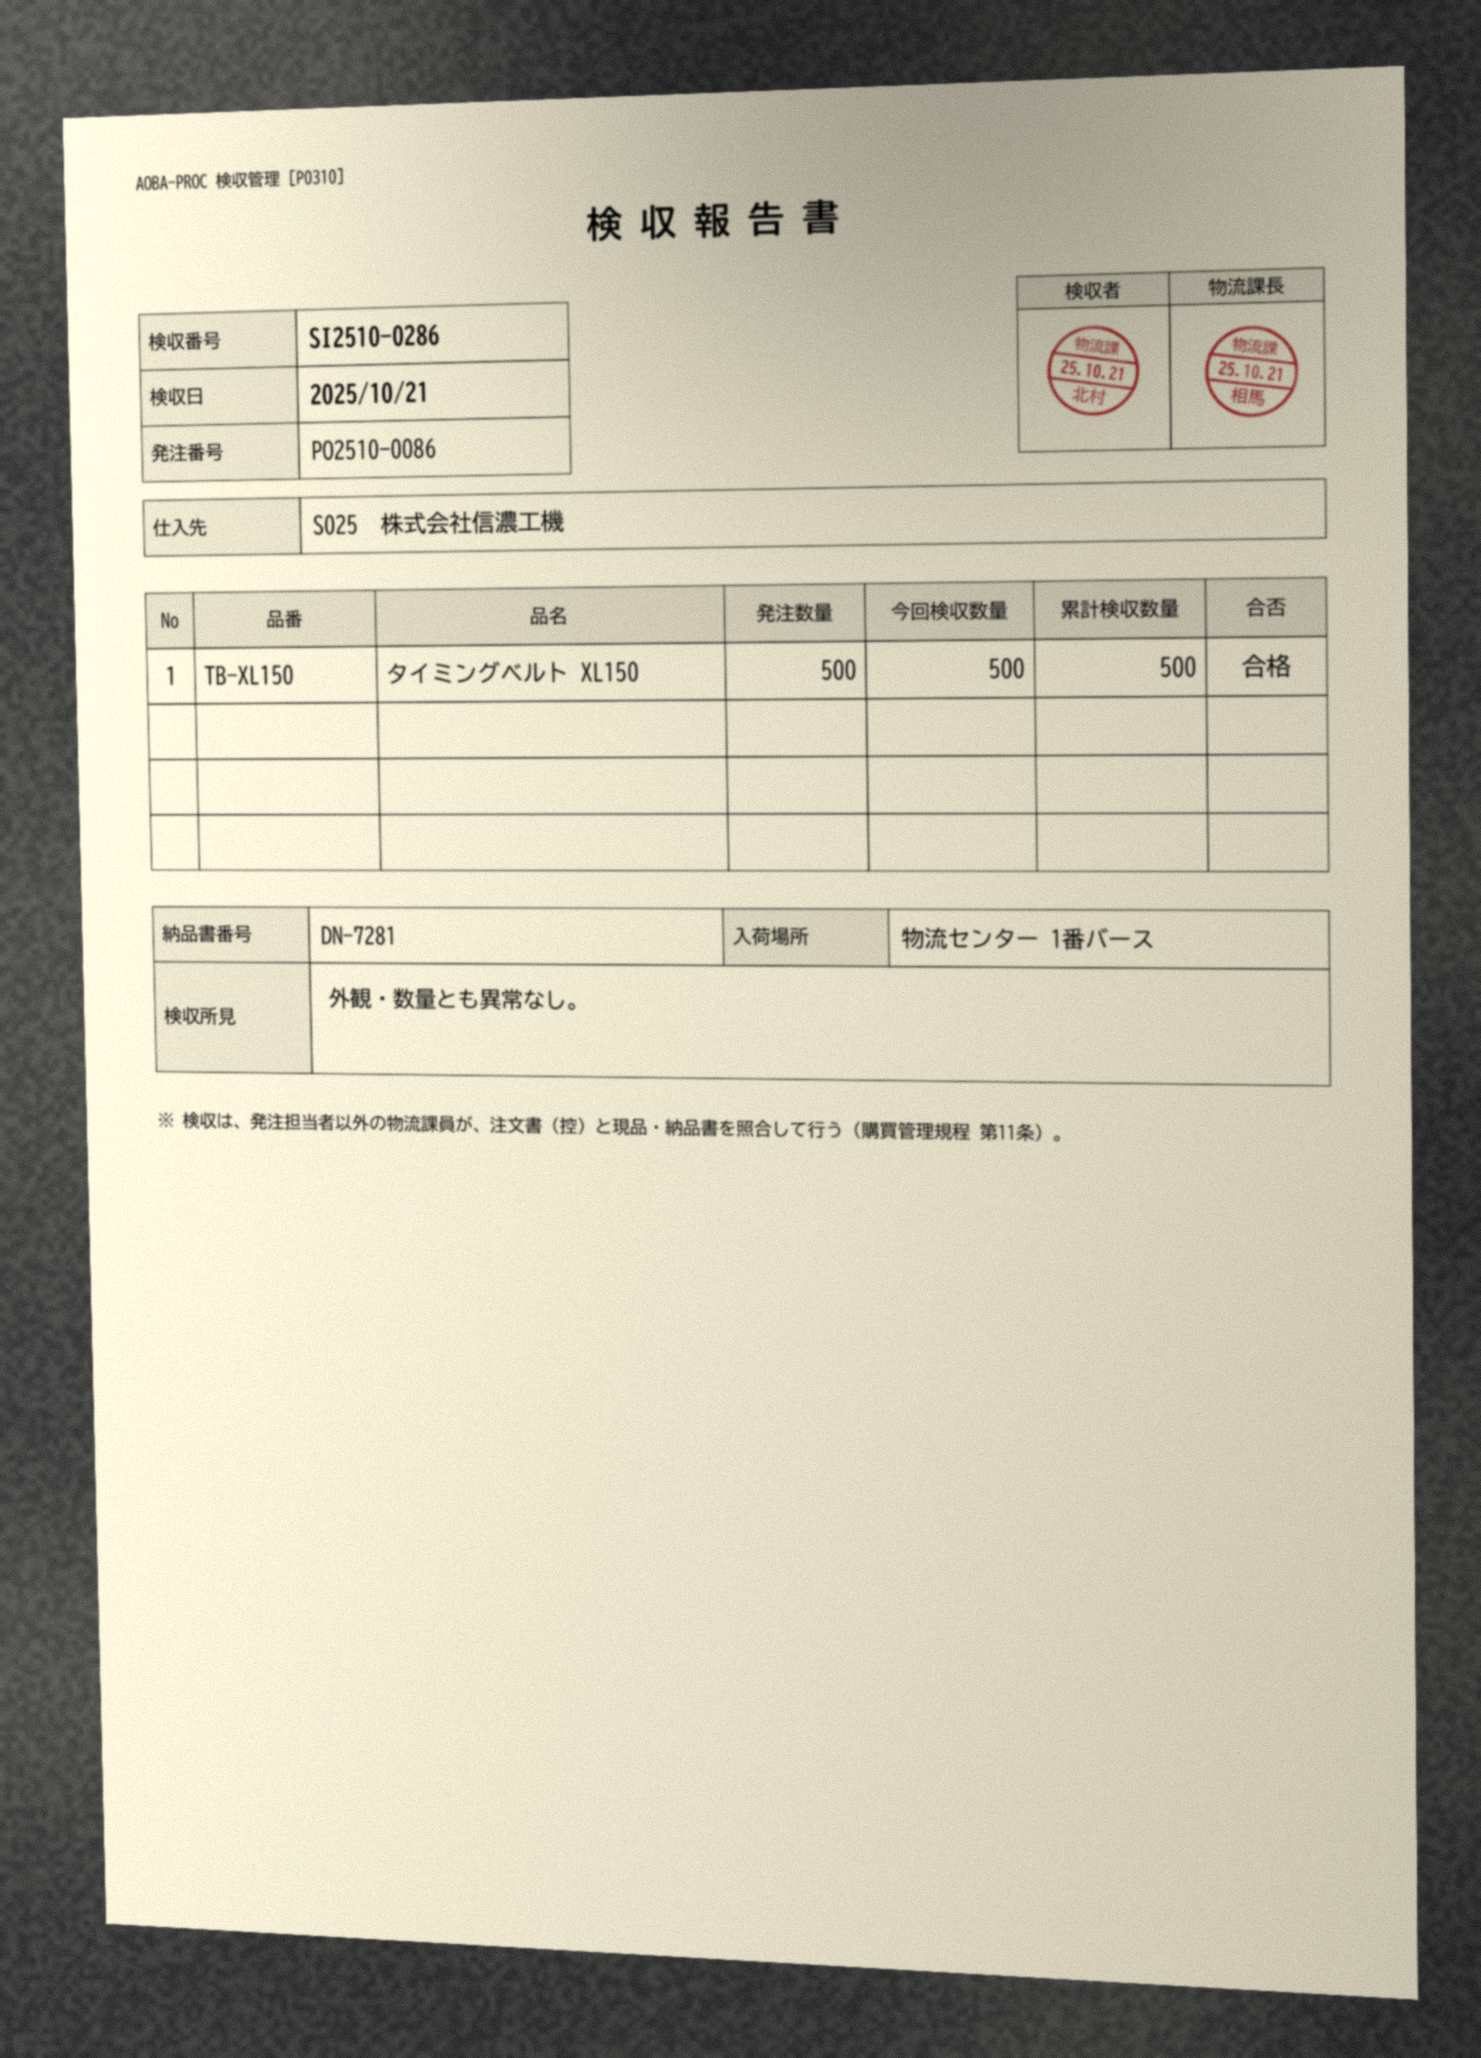 AOBA-PROC 検収管理 [P0310]
検収報告書
検収者 物流課長
物流課 25.10.21 北村
物流課 25.10.21 相馬
検収番号 SI2510-0286
検収日 2025/10/21
発注番号 PO2510-0086
仕入先 S025 株式会社信濃工機
No 品番 品名 発注数量 今回検収数量 累計検収数量 合否
1 TB-XL150 タイミングベルト XL150 500 500 500 合格
納品書番号 DN-7281 入荷場所 物流センター 1番バース
検収所見 外観・数量とも異常なし。
※ 検収は、発注担当者以外の物流課員が、注文書（控）と現品・納品書を照合して行う（購買管理規程 第11条）。